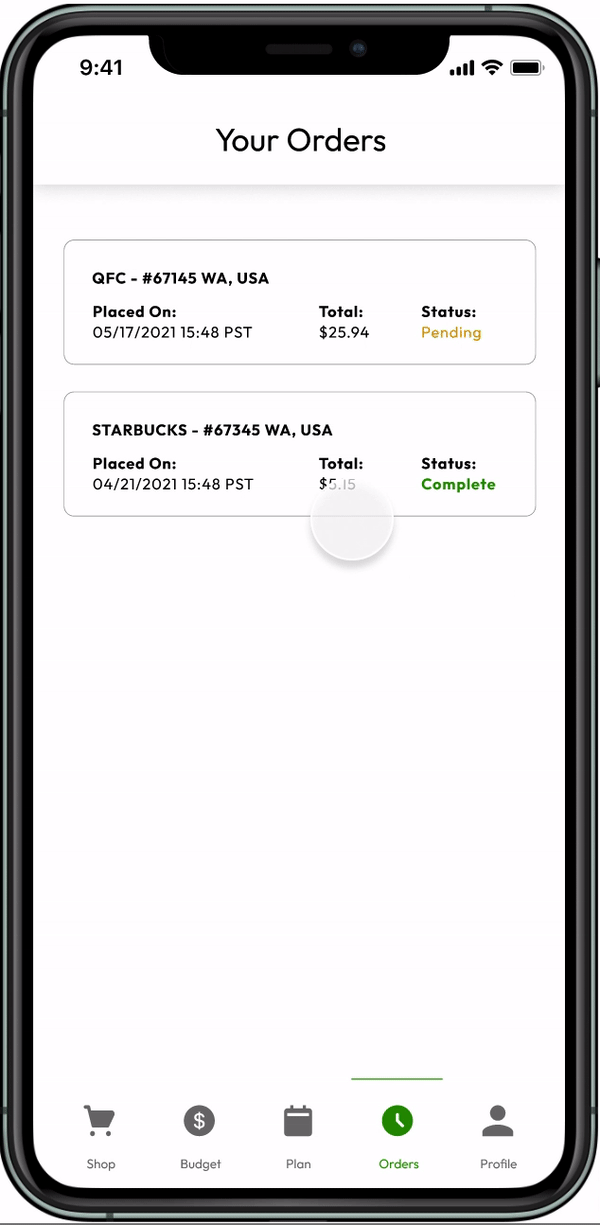 9:41
Your Orders
QFC - #67145 WA, USA
Placed On: Total: Status:
05/17/2021 15:48 PST $25.94 Pending
STARBUCKS - #67345 WA, USA
Placed On: Total: Status:
04/21/2021 15:48 PST $5.15 Complete
$
Shop Budget Plan Orders Profile